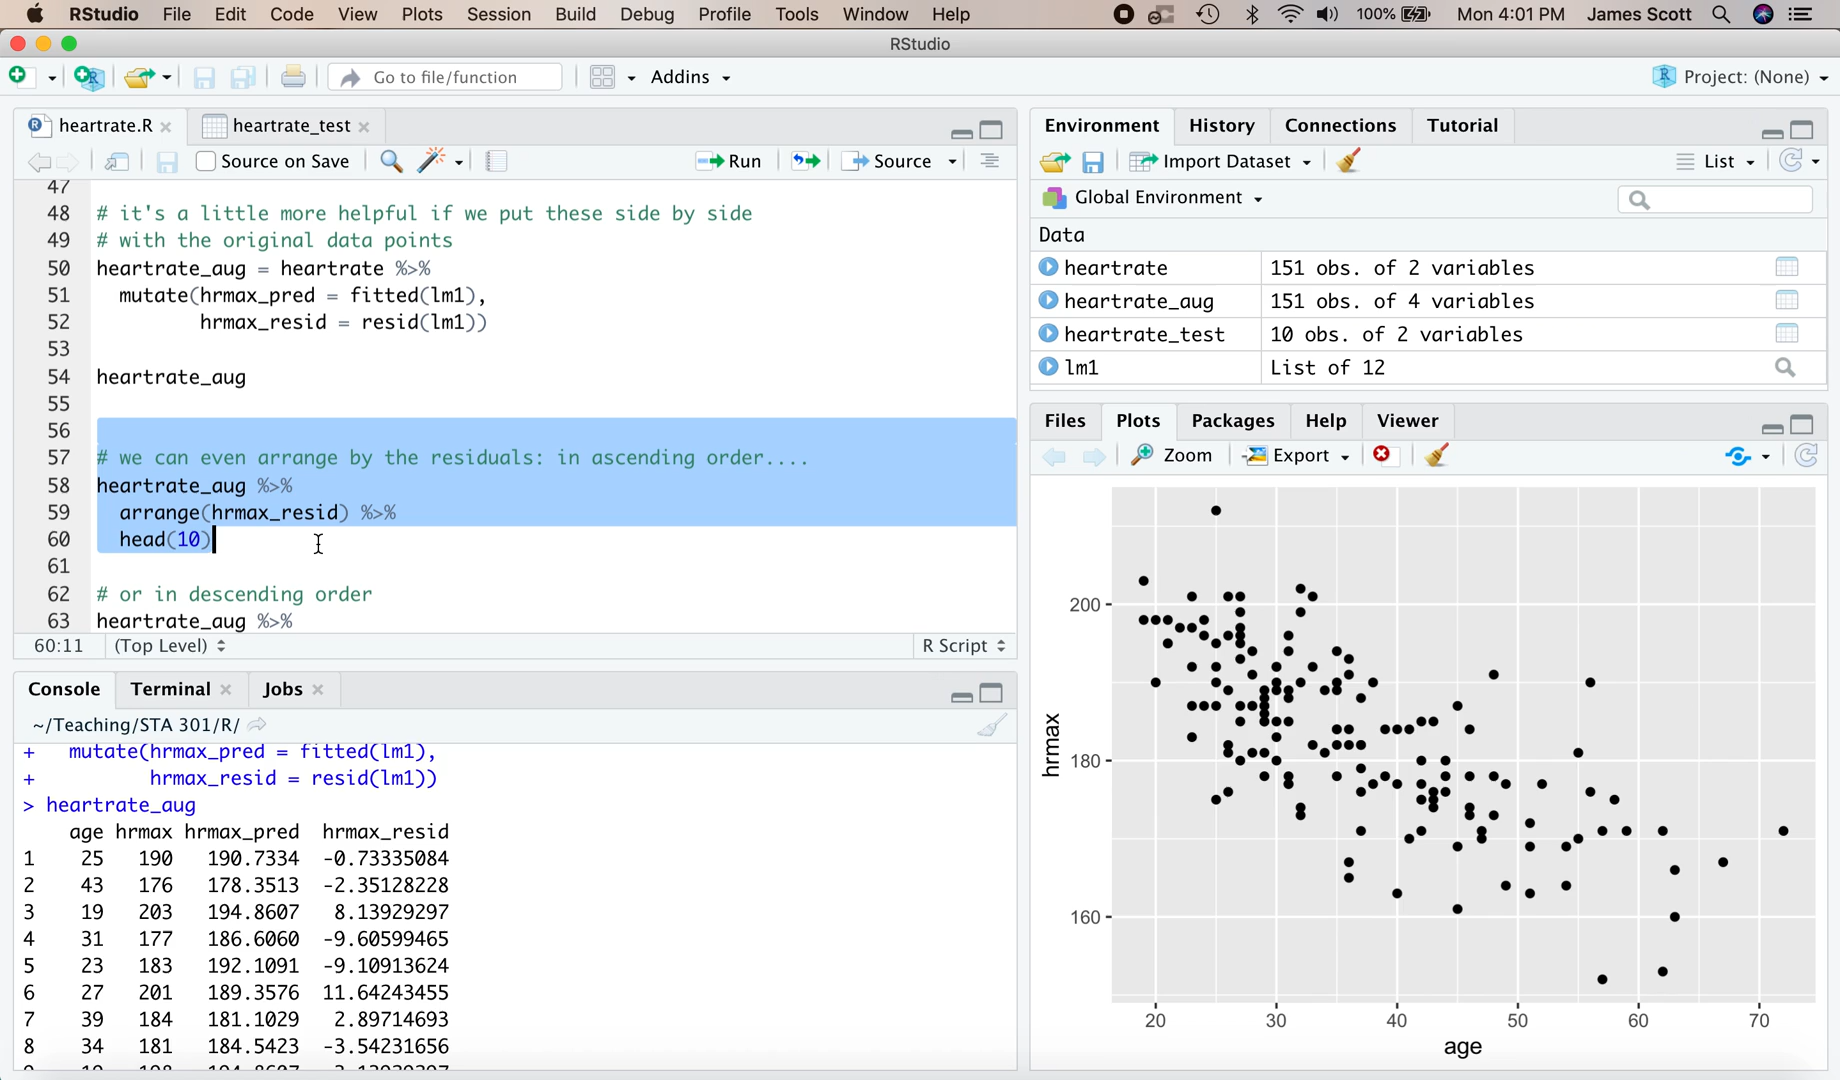 RStudio File Edit Code View Plots Session Build Debug Profile Tools Window Help 100% Mon 4:01 PM James Scott
RStudio
Go to file/function Addins Project: (None)
heartrate.R heartrate_test
Source on Save Run Source
47
48 # it's a little more helpful if we put these side by side
49 # with the original data points
50 heartrate_aug = heartrate %>%
51 mutate(hrmax_pred = fitted(lm1),
52 hrmax_resid = resid(lm1))
53
54 heartrate_aug
55
56
57 # we can even arrange by the residuals: in ascending order....
58 heartrate_aug %>%
59 arrange(hrmax_resid) %>%
60 head(10)
61
62 # or in descending order
63 heartrate_aug %>%
60:11 (Top Level) R Script
Console Terminal Jobs
~/Teaching/STA 301/R/
+ mutate(hrmax_pred = fitted(lm1),
+ hrmax_resid = resid(lm1))
> heartrate_aug
age hrmax hrmax_pred hrmax_resid
1 25 190 190.7334 -0.73335084
2 43 176 178.3513 -2.35128228
3 19 203 194.8607 8.13929297
4 31 177 186.6060 -9.60599465
5 23 183 192.1091 -9.10913624
6 27 201 189.3576 11.64243455
7 39 184 181.1029 2.89714693
8 34 181 184.5423 -3.54231656
Environment History Connections Tutorial
Import Dataset List
Global Environment
Data
heartrate 151 obs. of 2 variables
heartrate_aug 151 obs. of 4 variables
heartrate_test 10 obs. of 2 variables
lm1 List of 12
Files Plots Packages Help Viewer
Zoom Export
hrmax
200
180
160
20 30 40 50 60 70
age